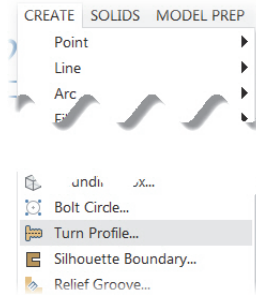 CREATE SOLIDS MODEL PREP
Point
Line
Arc
Bolt Circle...
Turn Profile...
Silhouette Boundary...
Relief Groove...